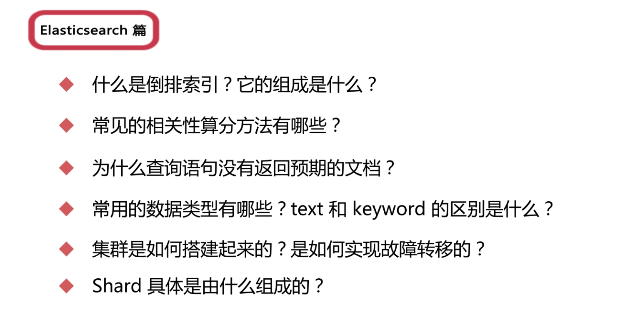 Elasticsearch 篇
什么是倒排索引？它的组成是什么？
常见的相关性算分方法有哪些？
为什么查询语句没有返回预期的文档？
常用的数据类型有哪些？text 和 keyword 的区别是什么？
集群是如何搭建起来的？是如何实现故障转移的？
Shard 具体是由什么组成的？